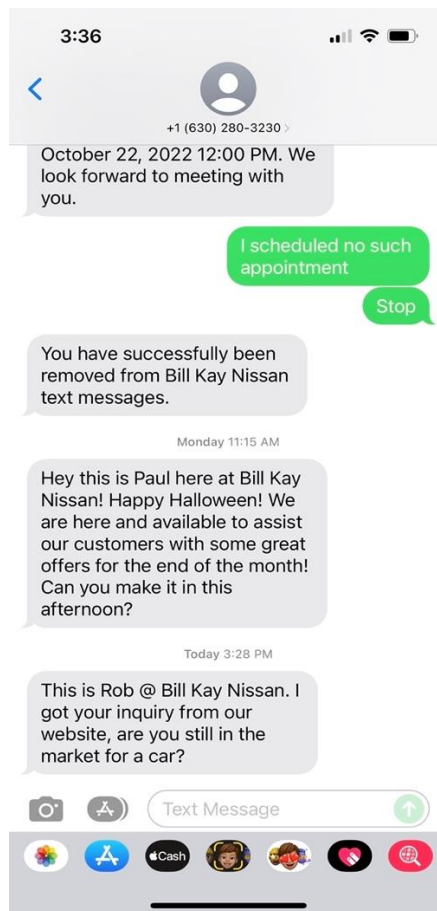 3:36
+1 (630) 280-3230
October 22, 2022 12:00 PM. We
look forward to meeting with
you.
I scheduled no such
appointment
Stop
You have successfully been
removed from Bill Kay Nissan
text messages.
Monday 11:15 AM
Hey this is Paul here at Bill Kay
Nissan! Happy Halloween! We
are here and available to assist
our customers with some great
offers for the end of the month!
Can you make it in this
afternoon?
Today 3:28 PM
This is Rob @ Bill Kay Nissan. I
got your inquiry from our
website, are you still in the
market for a car?
Text Message
Cash